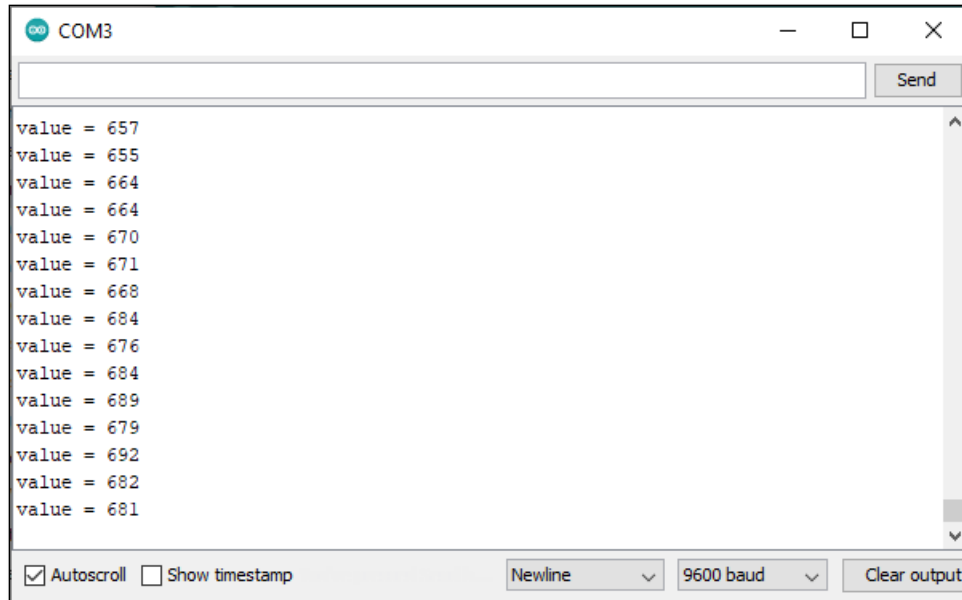 COM3
Send
value = 657
value = 655
value = 664
value = 664
value = 670
value = 671
value = 668
value = 684
value = 676
value = 684
value = 689
value = 679
value = 692
value = 682
value = 681
Autoscroll Show timestamp Newline 9600 baud Clear output